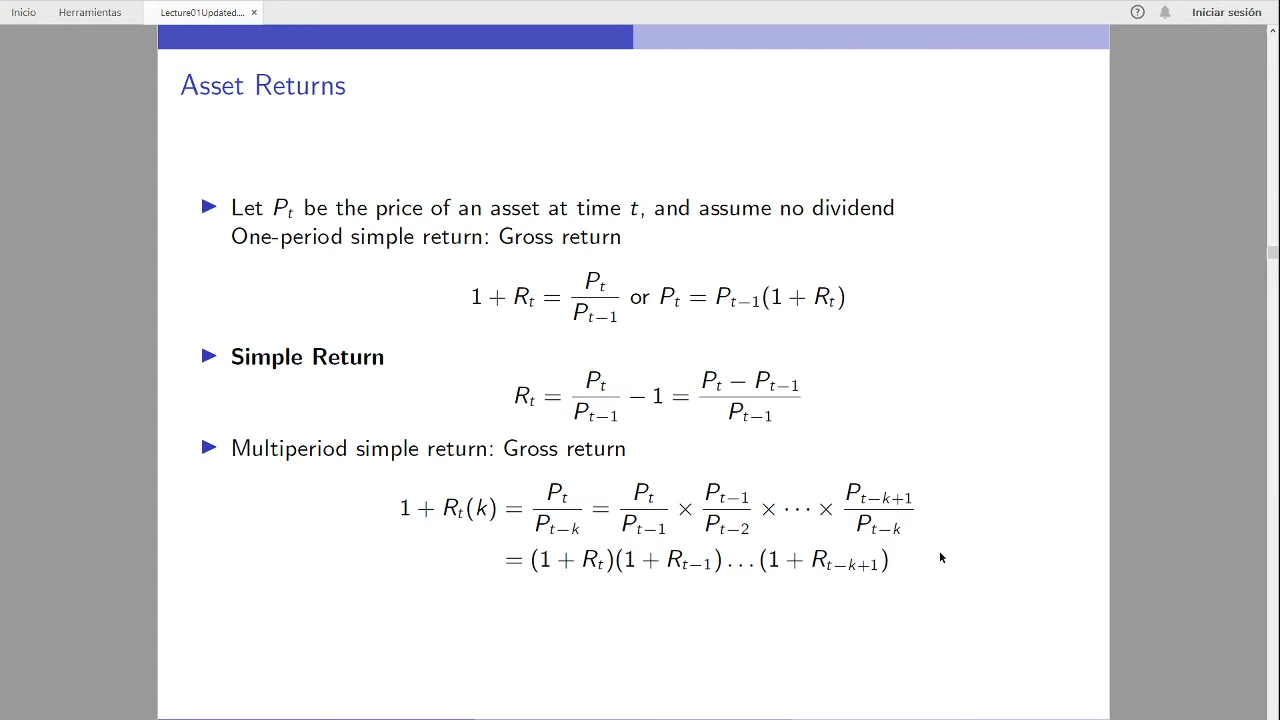 Inicio Herramientas Lecture01Updated.... × Iniciar sesión
Asset Returns
▶ Let P_t be the price of an asset at time t, and assume no dividend
One-period simple return: Gross return
1 + R_t = P_t / P_{t−1} or P_t = P_{t−1}(1 + R_t)
▶ Simple Return
R_t = P_t / P_{t−1} − 1 = (P_t − P_{t−1}) / P_{t−1}
▶ Multiperiod simple return: Gross return
1 + R_t(k) = P_t / P_{t−k} = P_t / P_{t−1} × P_{t−1} / P_{t−2} × ⋯ × P_{t−k+1} / P_{t−k}
= (1 + R_t)(1 + R_{t−1}) . . . (1 + R_{t−k+1})